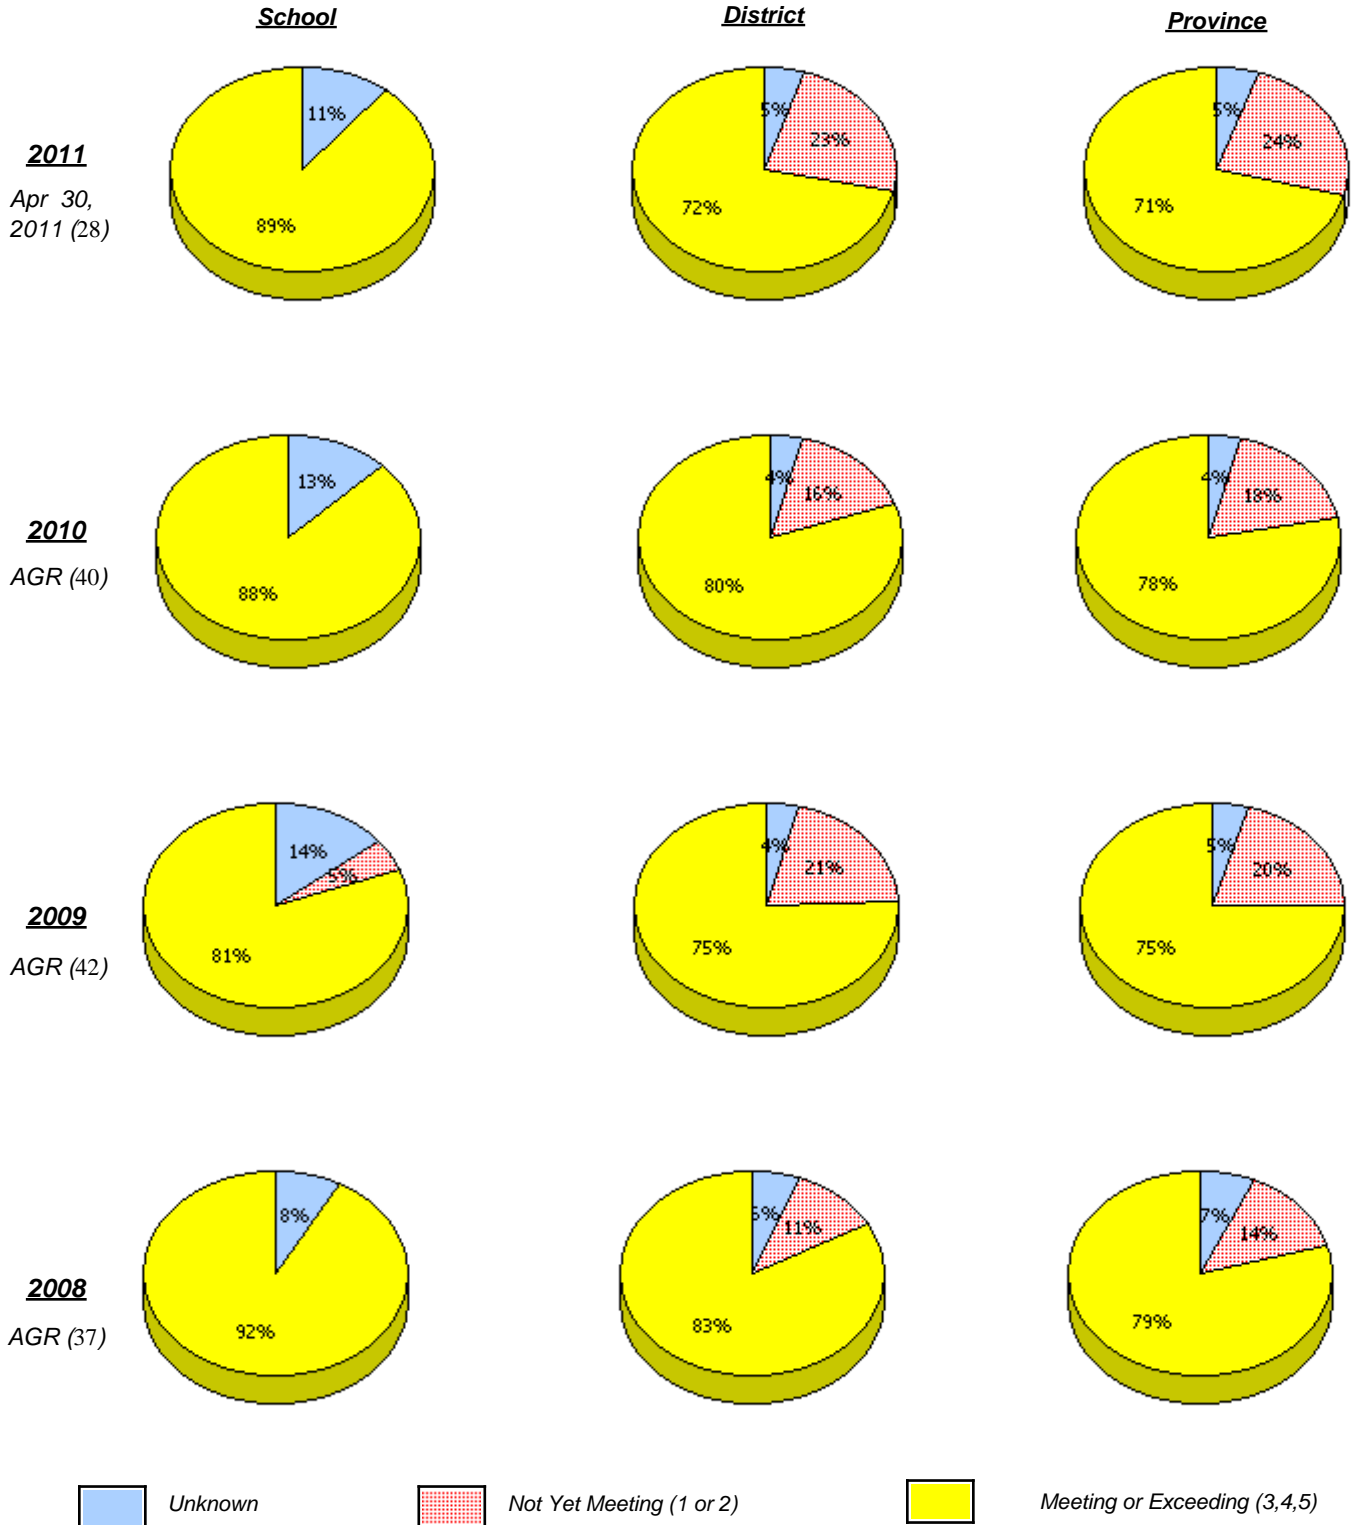 School District Province
11% 5% 23% 5% 24%
2011
Apr 30,
2011 (28)
89% 72% 71%
13% 4% 16% 4% 18%
2010
AGR (40)
88% 80% 78%
14% 5% 4% 21% 5% 20%
2009
AGR (42)
81% 75% 75%
8% 11% 7% 14%
2008
AGR (37)
92% 83% 79%
Unknown Not Yet Meeting (1 or 2) Meeting or Exceeding (3,4,5)